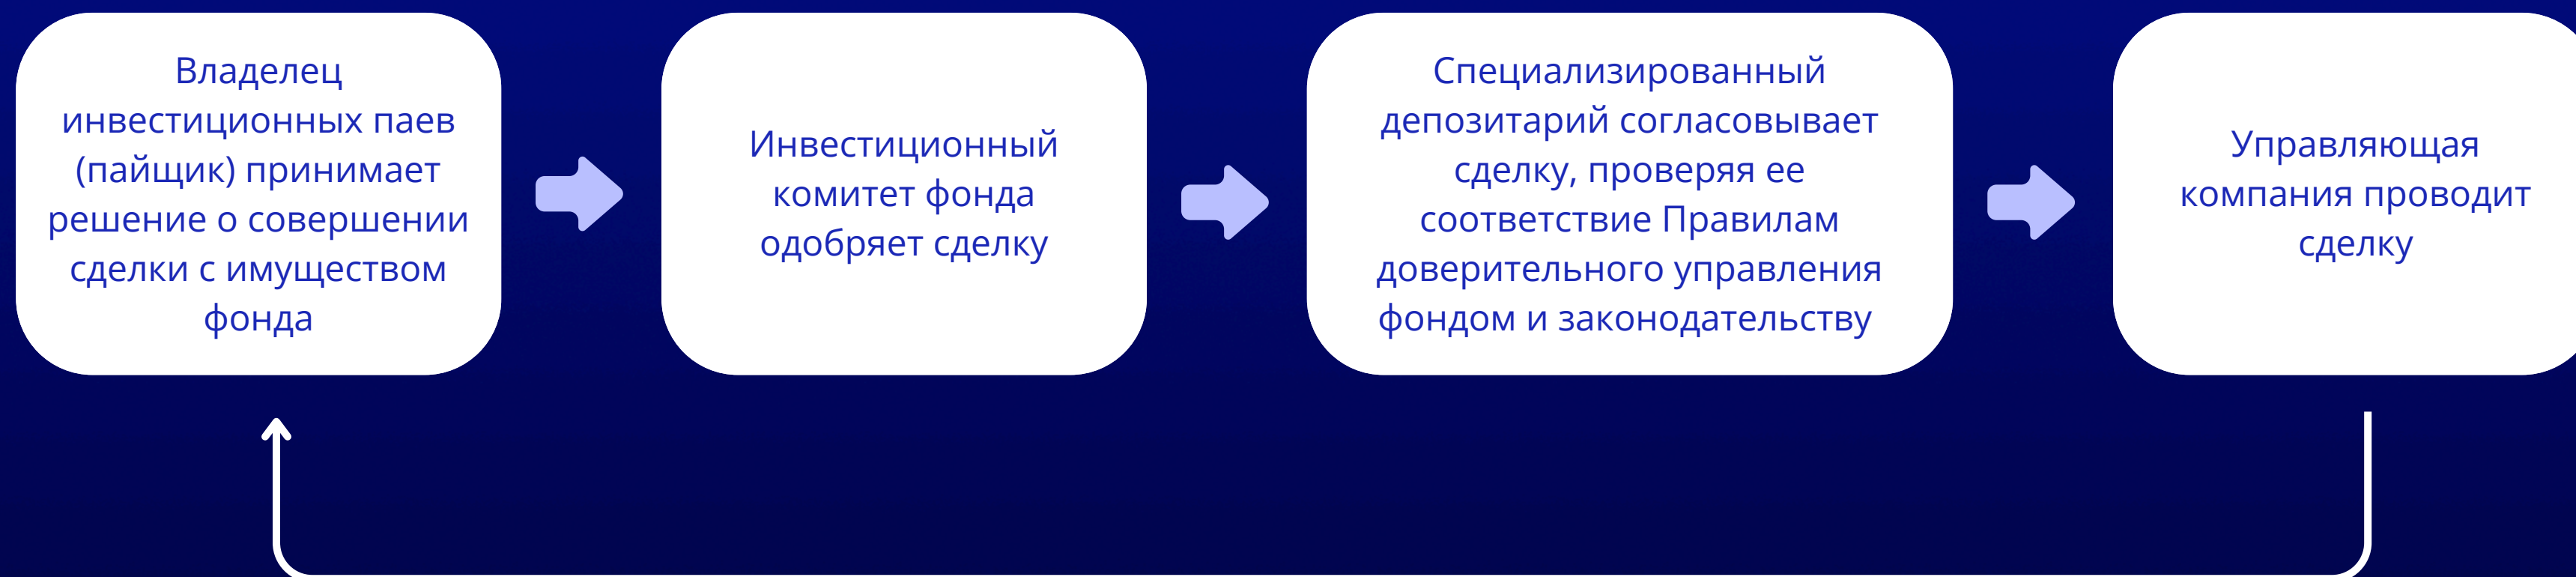 Владелец
инвестиционных паев
(пайщик) принимает
решение о совершении
сделки с имуществом
фонда
Инвестиционный
комитет фонда
одобряет сделку
Специализированный
депозитарий согласовывает
сделку, проверяя ее
соответствие Правилам
доверительного управления
фондом и законодательству
Управляющая
компания проводит
сделку